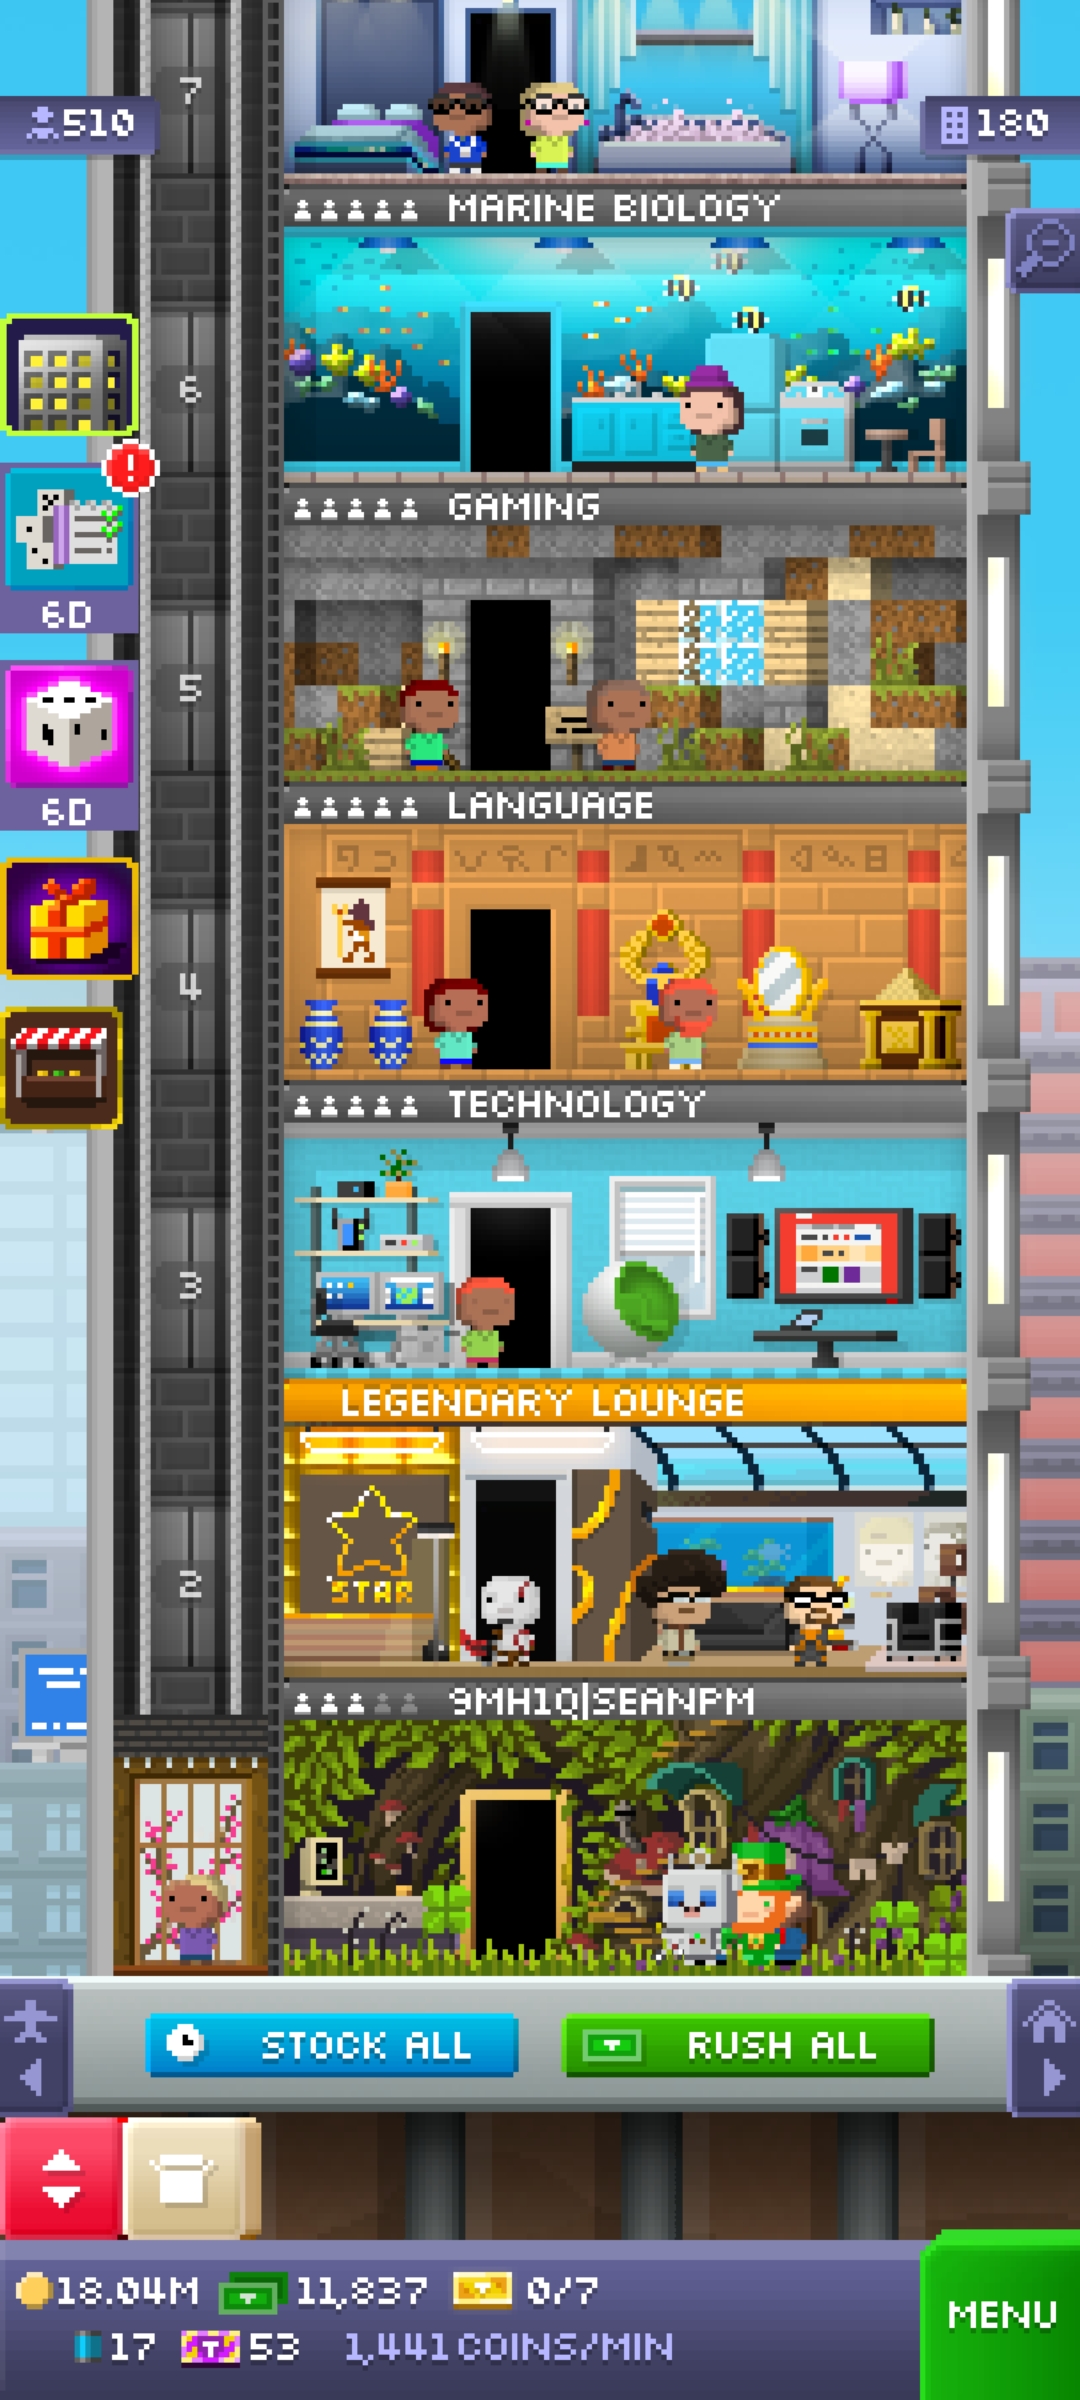 7
510
180
MARINE BIOLOGY
6
GAMING
6D
5
6D
LANGUAGE
4
TECHNOLOGY
3
LEGENDARY LOUNGE
STAR
2
9MH1Q|SEANPM
STOCK ALL
RUSH ALL
18.04M
11,837
0/7
MENU
17
53
1,441 COINS/MIN